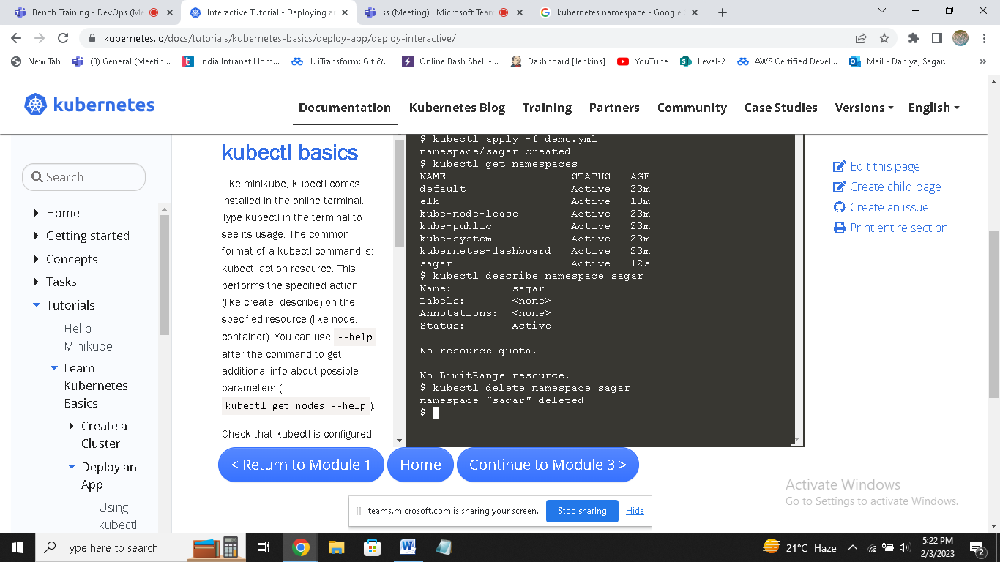 Bench Training - DevOps (Me
Interactive Tutorial - Deploying ar
ss (Meeting) | Microsoft Team
kubernetes namespace - Google
kubernetes.io/docs/tutorials/kubernetes-basics/deploy-app/deploy-interactive/
New Tab
(3) General (Meetin...
India Intranet Hom...
1. iTransform: Git &...
Online Bash Shell -...
Dashboard [Jenkins]
YouTube
Level-2
AWS Certified Devel...
Mail - Dahiya, Sagar...
»
kubernetes
Documentation
Kubernetes Blog
Training
Partners
Community
Case Studies
Versions
English
Search
Home
Getting started
Concepts
Tasks
Tutorials
Hello
Minikube
Learn
Kubernetes
Basics
Create a
Cluster
Deploy an
App
Using
kubectl
kubectl basics
Like minikube, kubectl comes
installed in the online terminal.
Type kubectl in the terminal to
see its usage. The common
format of a kubectl command is:
kubectl action resource. This
performs the specified action
(like create, describe) on the
specified resource (like node,
container). You can use --help
after the command to get
additional info about possible
parameters (
kubectl get nodes --help ).
Check that kubectl is configured
$ kubectl apply -f demo.yml
namespace/sagar created
$ kubectl get namespaces
NAME STATUS AGE
default Active 23m
elk Active 18m
kube-node-lease Active 23m
kube-public Active 23m
kube-system Active 23m
kubernetes-dashboard Active 23m
sagar Active 12s
$ kubectl describe namespace sagar
Name: sagar
Labels: <none>
Annotations: <none>
Status: Active
No resource quota.
No LimitRange resource.
$ kubectl delete namespace sagar
namespace "sagar" deleted
$
Edit this page
Create child page
Create an issue
Print entire section
< Return to Module 1
Home
Continue to Module 3 >
Activate Windows
Go to Settings to activate Windows.
teams.microsoft.com is sharing your screen.
Stop sharing
Hide
Type here to search
21°C Haze
5:22 PM
2/3/2023
2